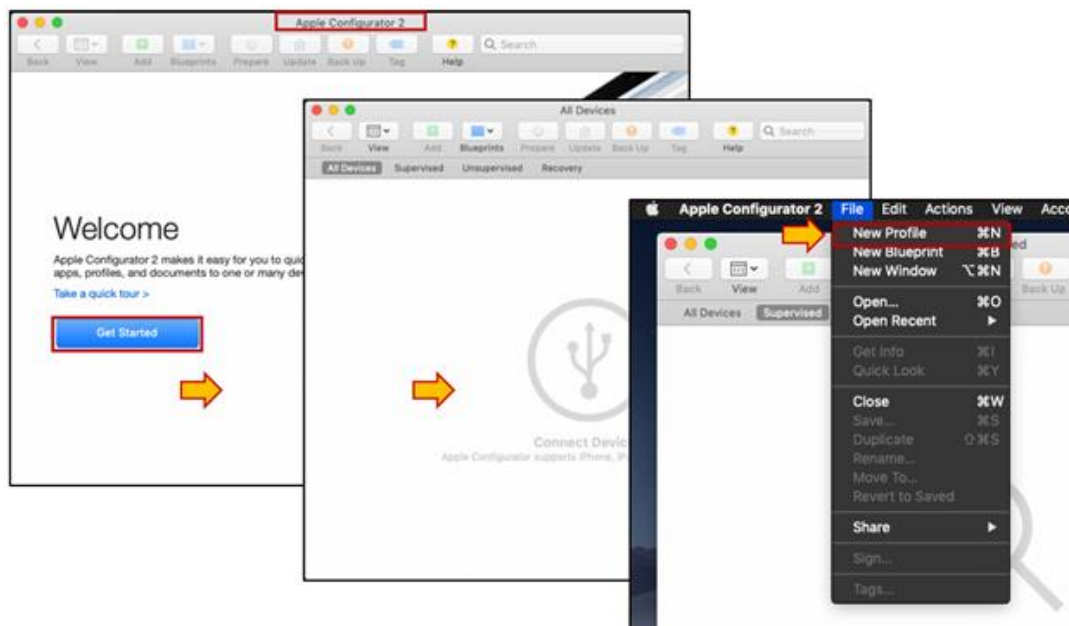 Apple Configurator 2
Back View Add Blueprints Prepare Update Back Up Tag Help Search
Welcome
Apple Configurator 2 makes it easy for you to
apps, profiles, and documents to one or many
Take a quick tour >
Get Started
All Devices
Back View Add Blueprints Prepare Update Back Up Tag Help Search
All Devices Supervised Unsupervised Recovery
Connect
Apple Configurator supports iPhone,
Apple Configurator 2 File Edit Actions View
Back View Add Back Up
All Devices Supervised
New Profile ⌘N
New Blueprint ⌘B
New Window ⌥⌘N
Open... ⌘O
Open Recent ▶
Get Info ⌘I
Quick Look ⌘Y
Close ⌘W
Save... ⌘S
Duplicate ⇧⌘S
Rename...
Move To...
Revert to Saved
Share ▶
Sign...
Tags...